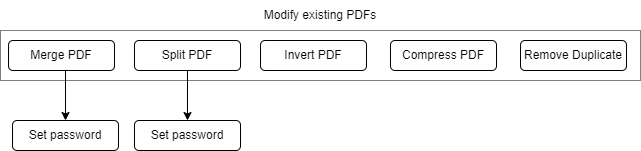 Modify existing PDFs
Merge PDF
Split PDF
Invert PDF
Compress PDF
Remove Duplicate
Set password
Set password